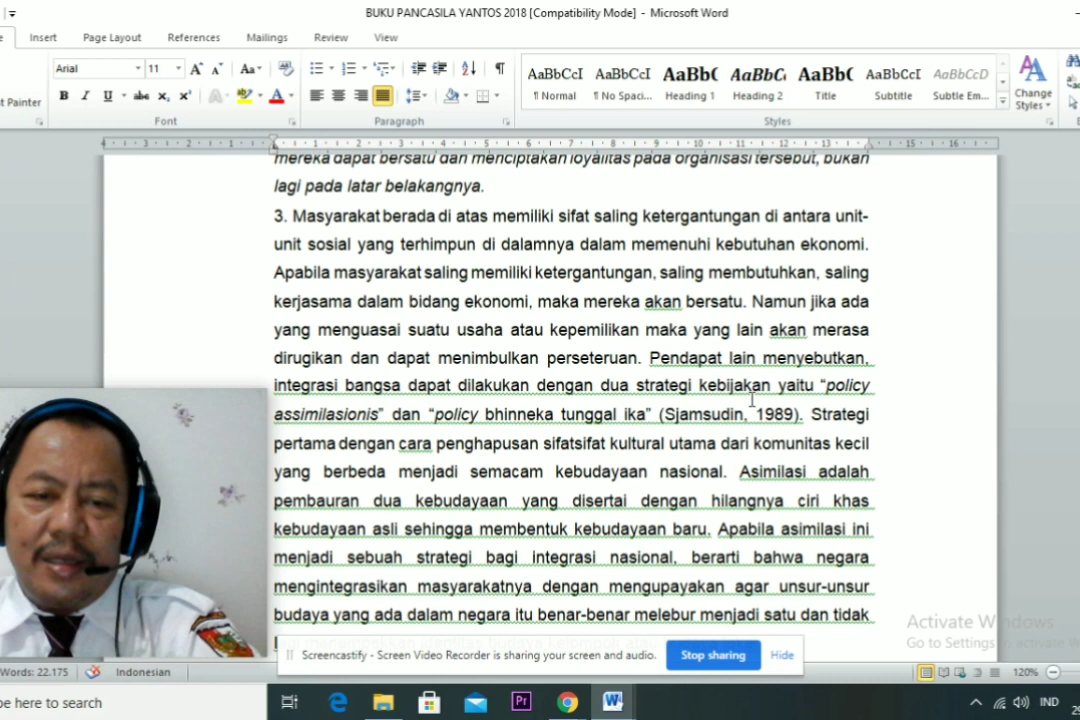 BUKU PANCASILA YANTOS 2018 [Compatibility Mode] - Microsoft Word
Insert Page Layout References Mailings Review View
Arial 11
AaBbCcI AaBbCcI AaBb( AaBbC AaBb( AaBbCcI AaBbCcI
Painter
¶ Normal ¶ No Spaci... Heading 1 Heading 2 Title Subtitle Subtle Em... Change Styles
Font Paragraph Styles
mereka dapat bersatu dan menciptakan loyalitas pada organisasi tersebut, bukan
lagi pada latar belakangnya.
3. Masyarakat berada di atas memiliki sifat saling ketergantungan di antara unit-
unit sosial yang terhimpun di dalamnya dalam memenuhi kebutuhan ekonomi.
Apabila masyarakat saling memiliki ketergantungan, saling membutuhkan, saling
kerjasama dalam bidang ekonomi, maka mereka akan bersatu. Namun jika ada
yang menguasai suatu usaha atau kepemilikan maka yang lain akan merasa
dirugikan dan dapat menimbulkan perseteruan. Pendapat lain menyebutkan,
integrasi bangsa dapat dilakukan dengan dua strategi kebijakan yaitu “policy
assimilasionis” dan “policy bhinneka tunggal ika” (Sjamsudin, 1989). Strategi
pertama dengan cara penghapusan sifatsifat kultural utama dari komunitas kecil
yang berbeda menjadi semacam kebudayaan nasional. Asimilasi adalah
pembauran dua kebudayaan yang disertai dengan hilangnya ciri khas
kebudayaan asli sehingga membentuk kebudayaan baru. Apabila asimilasi ini
menjadi sebuah strategi bagi integrasi nasional, berarti bahwa negara
mengintegrasikan masyarakatnya dengan mengupayakan agar unsur-unsur
budaya yang ada dalam negara itu benar-benar melebur menjadi satu dan tidak
Activate Windows
Go to Settings to activate W
Screencastify - Screen Video Recorder is sharing your screen and audio. Stop sharing Hide
Words: 22.175 Indonesian 120%
pe here to search
IND